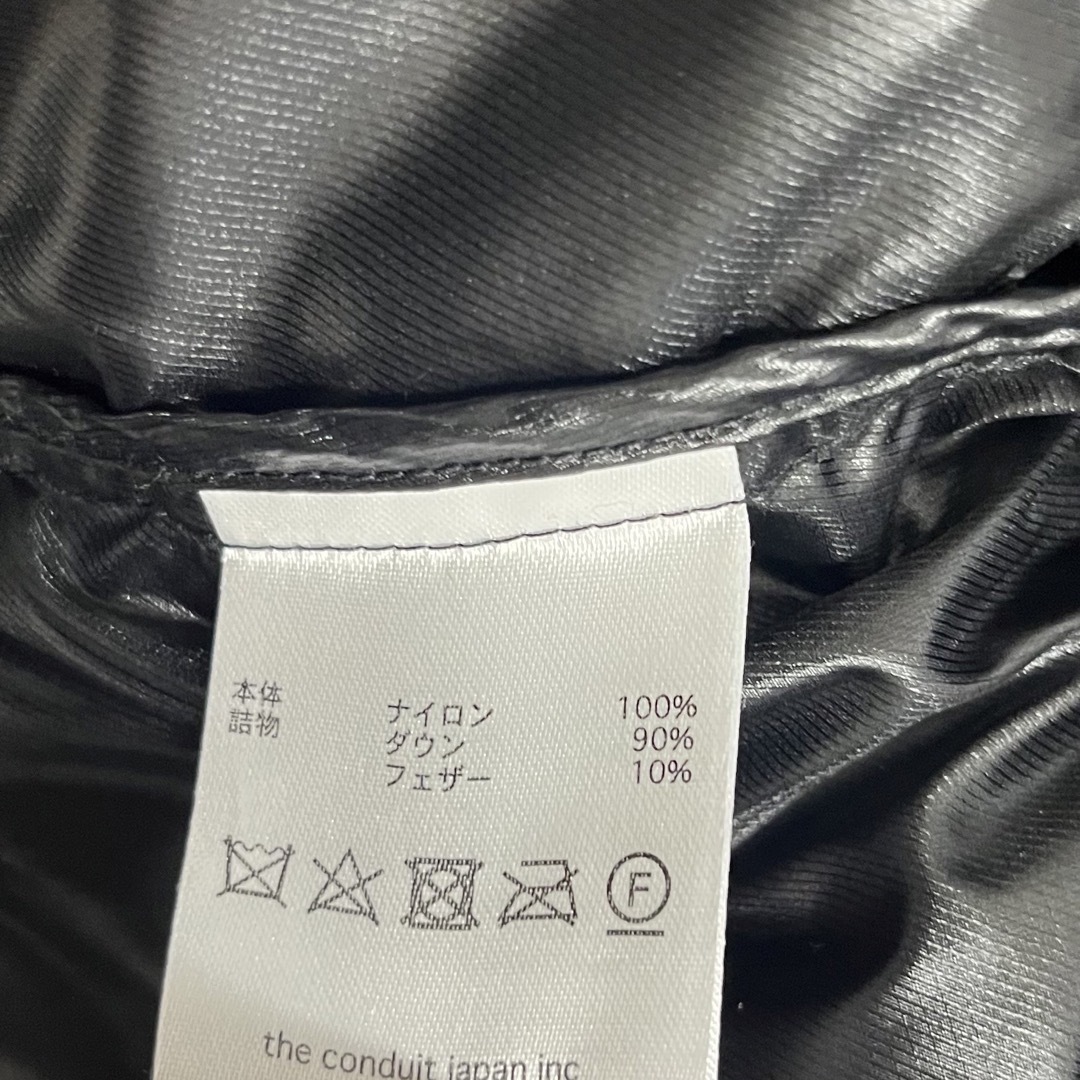 本体 ナイロン 100%
詰物 ダウン 90%
フェザー 10%
F
the conduit japan inc